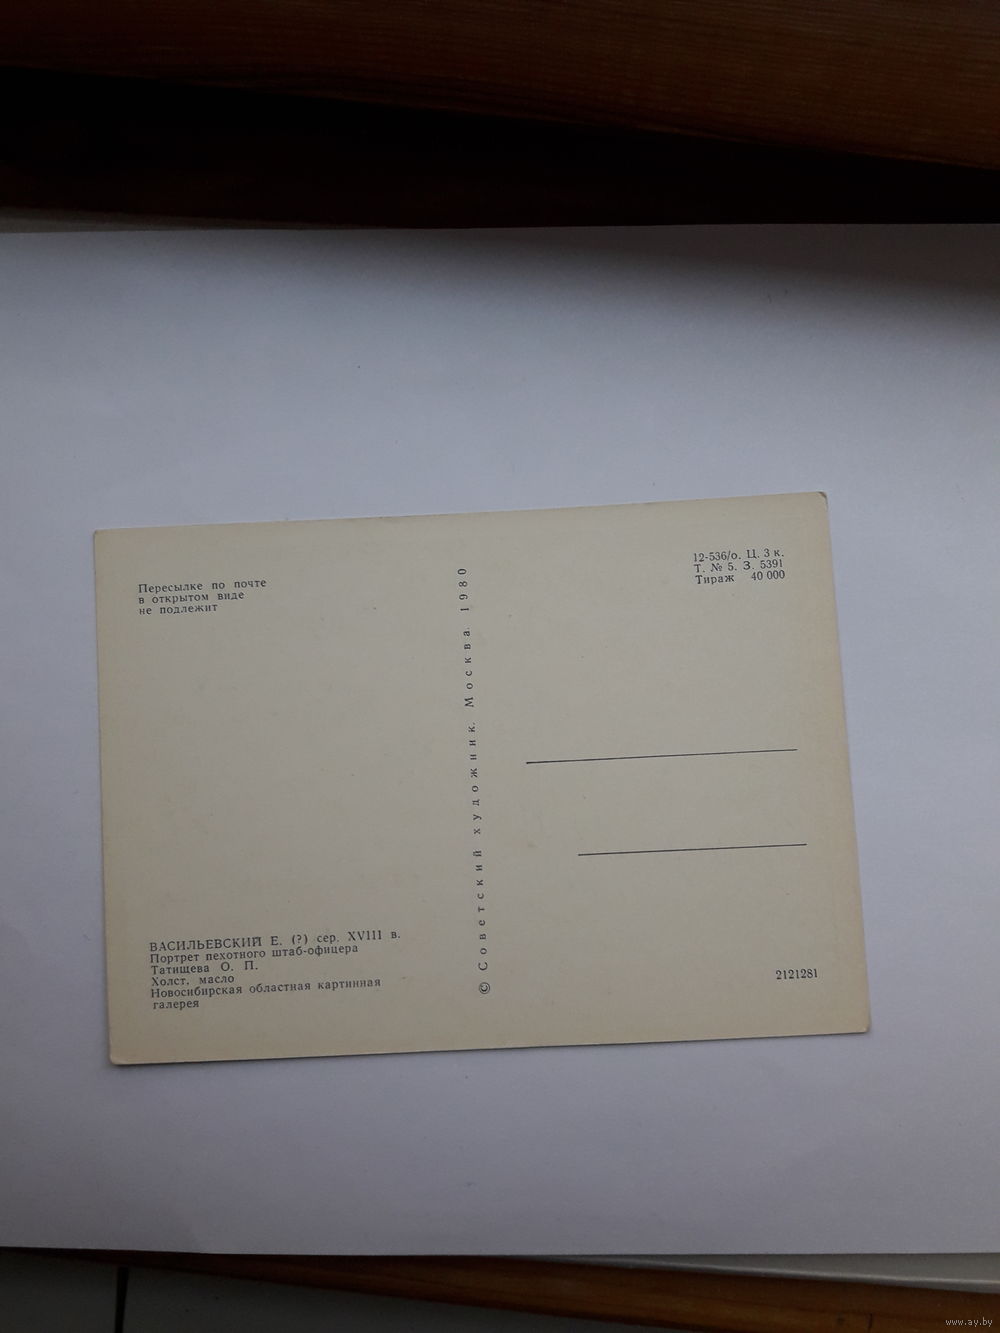 Пересылке по почте
в открытом виде
не подлежит
12-536/о. Ц. 3 к.
Т. № 5. З. 5391
Тираж 40 000
© Советский художник. Москва. 1980
ВАСИЛЬЕВСКИЙ Е. (?) сер. XVIII в.
Портрет пехотного штаб-офицера
Татищева О. П.
Холст, масло
Новосибирская областная картинная
галерея
2121281
www.ay.by